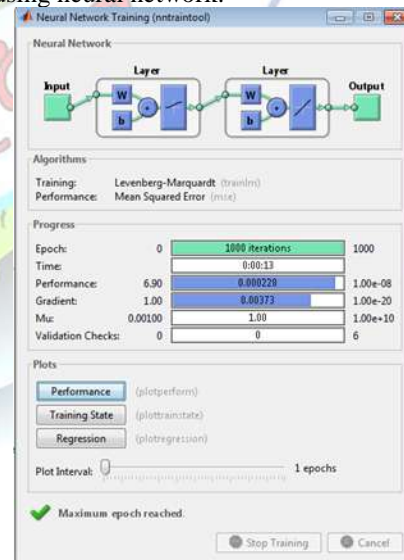 using neural network.
Neural Network Training (nntraintool)
Neural Network
Layer Layer
Input Output
W W
b b
Algorithms
Training: Levenberg-Marquardt (trainlm)
Performance: Mean Squared Error (mse)
Progress
Epoch: 0 1000 iterations 1000
Time: 0:00:13
Performance: 6.90 0.000220 1.00e-08
Gradient: 1.00 0.00373 1.00e-20
Mu: 0.00100 1.00 1.00e+10
Validation Checks: 0 0 6
Plots
Performance (plotperform)
Training State (plottrainstate)
Regression (plotregression)
Plot Interval: 1 epochs
Maximum epoch reached.
Stop Training Cancel